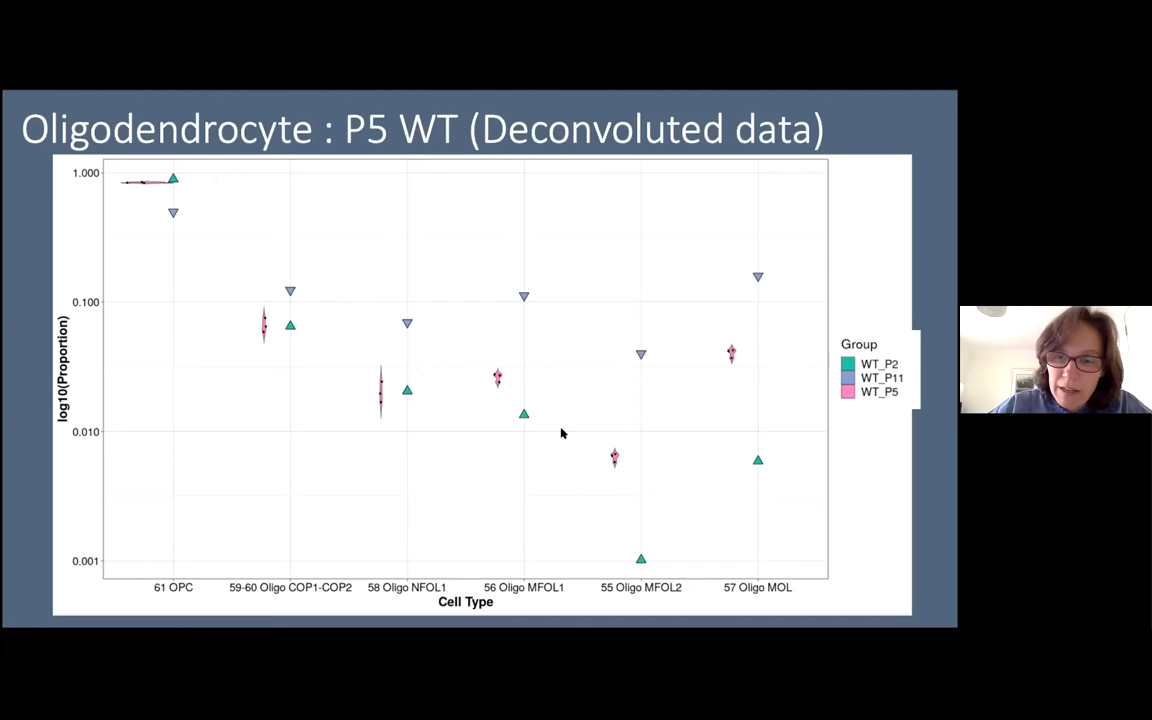 Oligodendrocyte : P5 WT (Deconvoluted data)
1.000
0.100
0.010
0.001
log10(Proportion)
61 OPC
59-60 Oligo COP1-COP2
58 Oligo NFOL1
56 Oligo MFOL1
55 Oligo MFOL2
57 Oligo MOL
Cell Type
Group
WT_P2
WT_P11
WT_P5